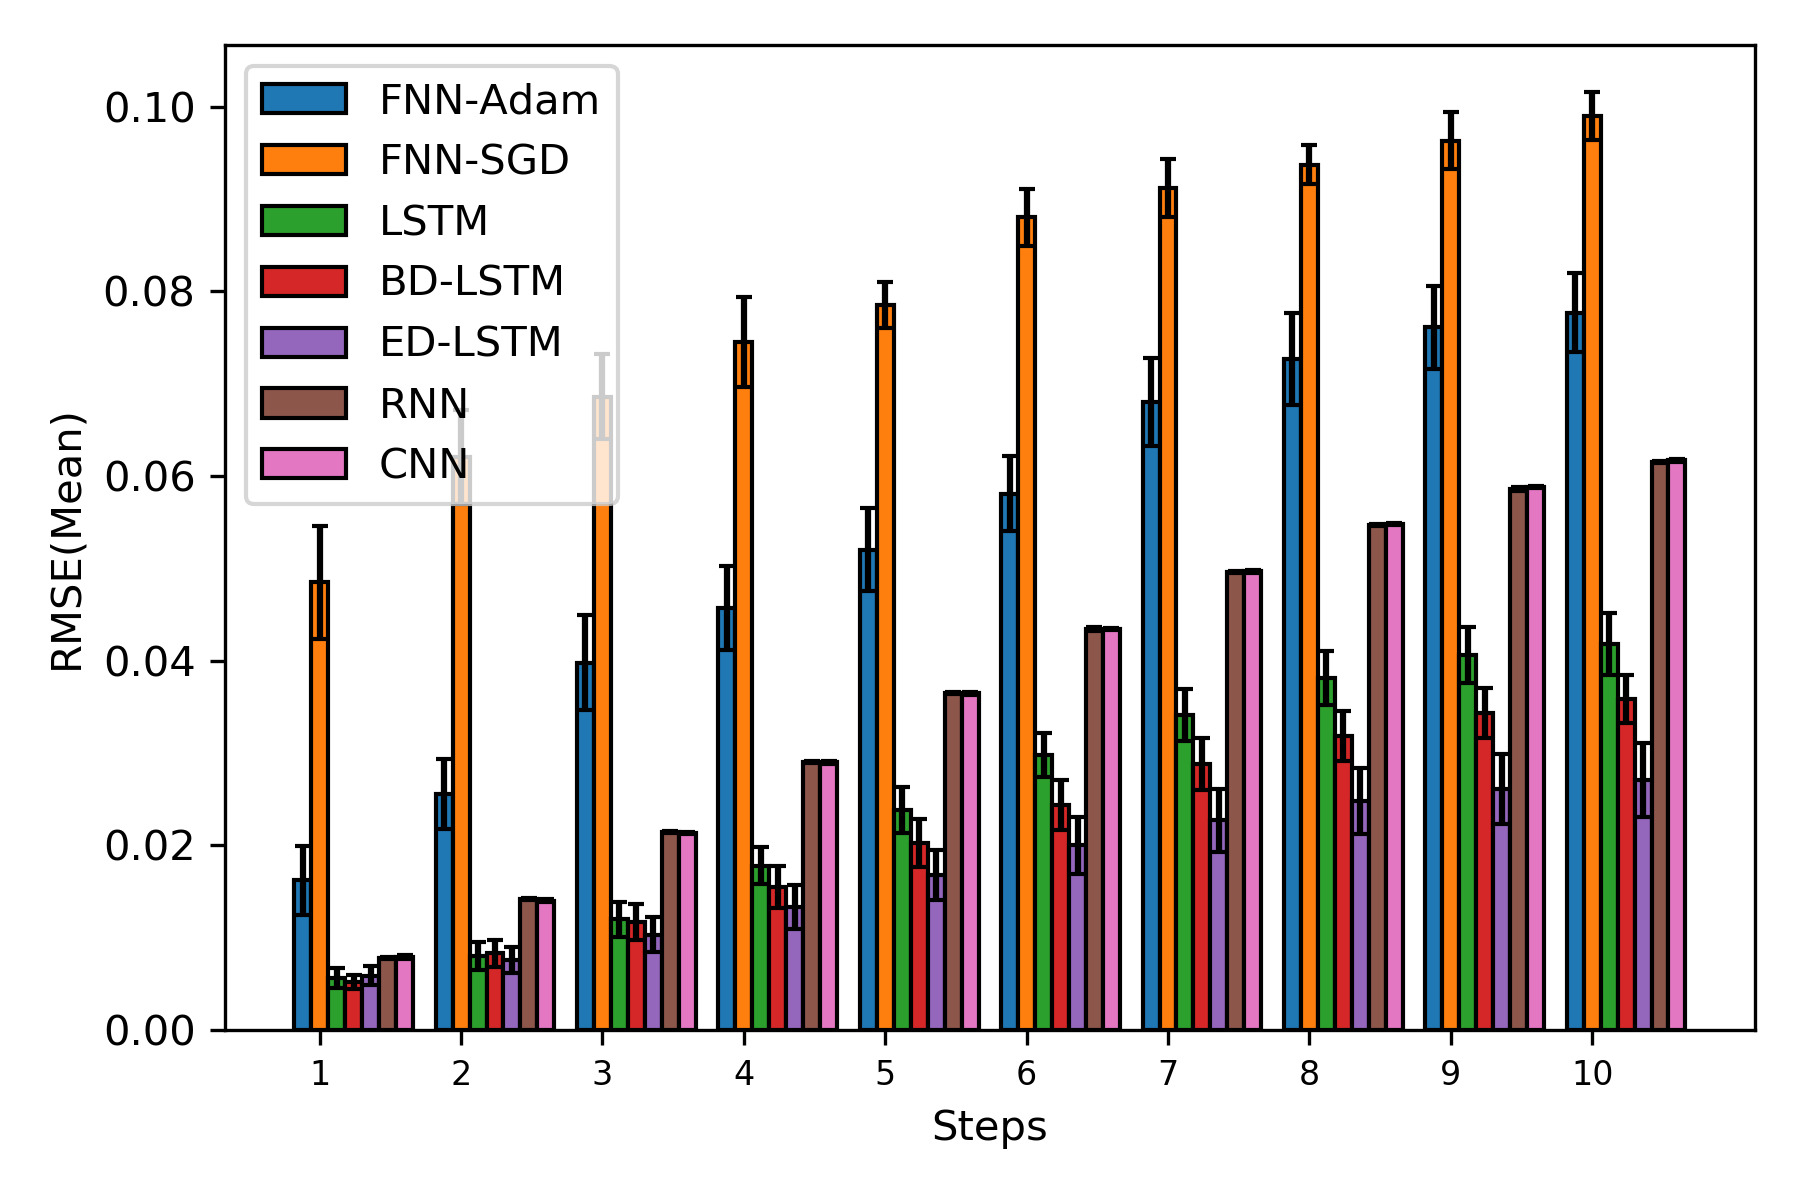 FNN-Adam
FNN-SGD
LSTM
BD-LSTM
ED-LSTM
RNN
CNN
RMSE(Mean)
0.10
0.08
0.06
0.04
0.02
0.00
1 2 3 4 5 6 7 8 9 10
Steps